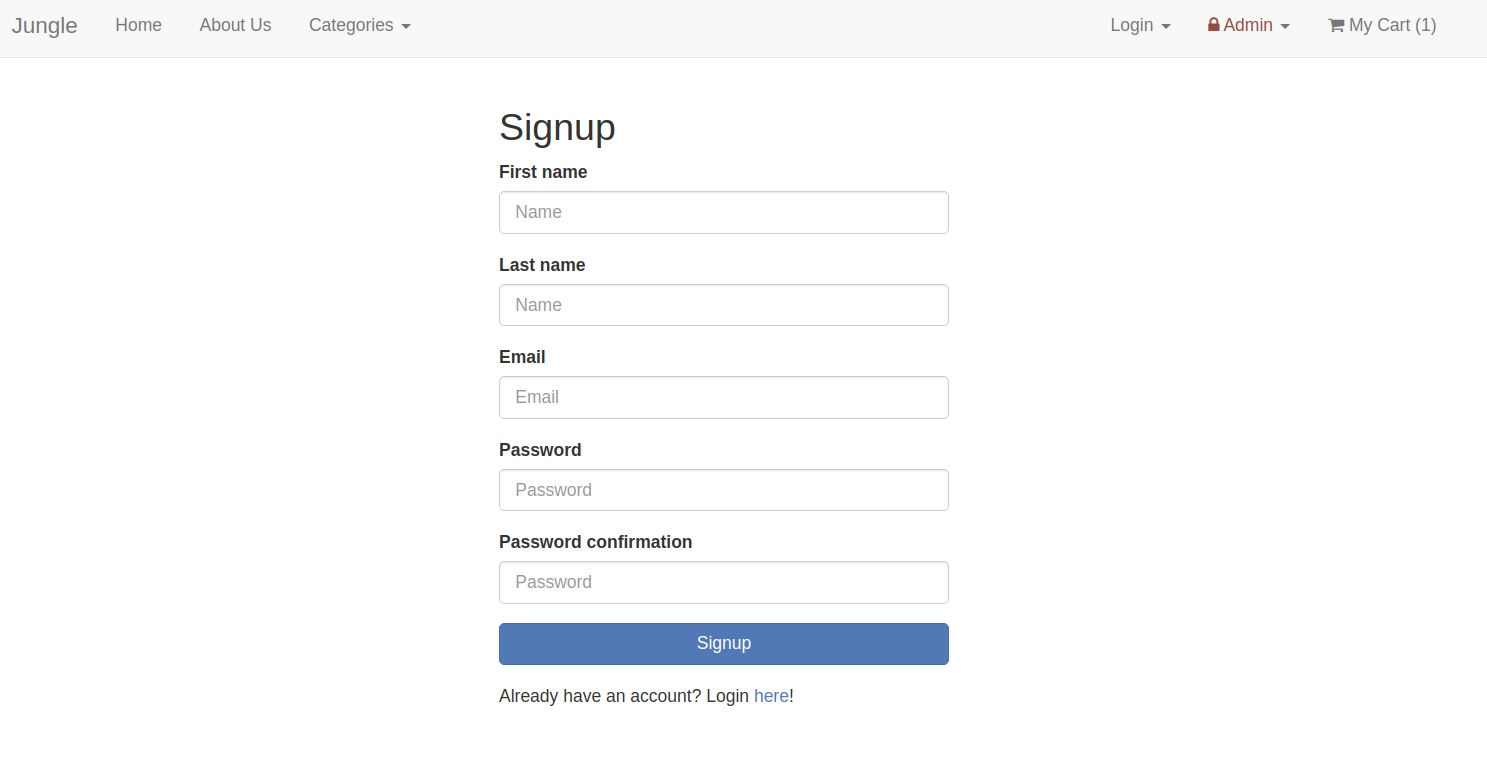 Jungle Home About Us Categories Login Admin My Cart (1)
Signup
First name
Name
Last name
Name
Email
Email
Password
Password
Password confirmation
Password
Signup
Already have an account? Login here!